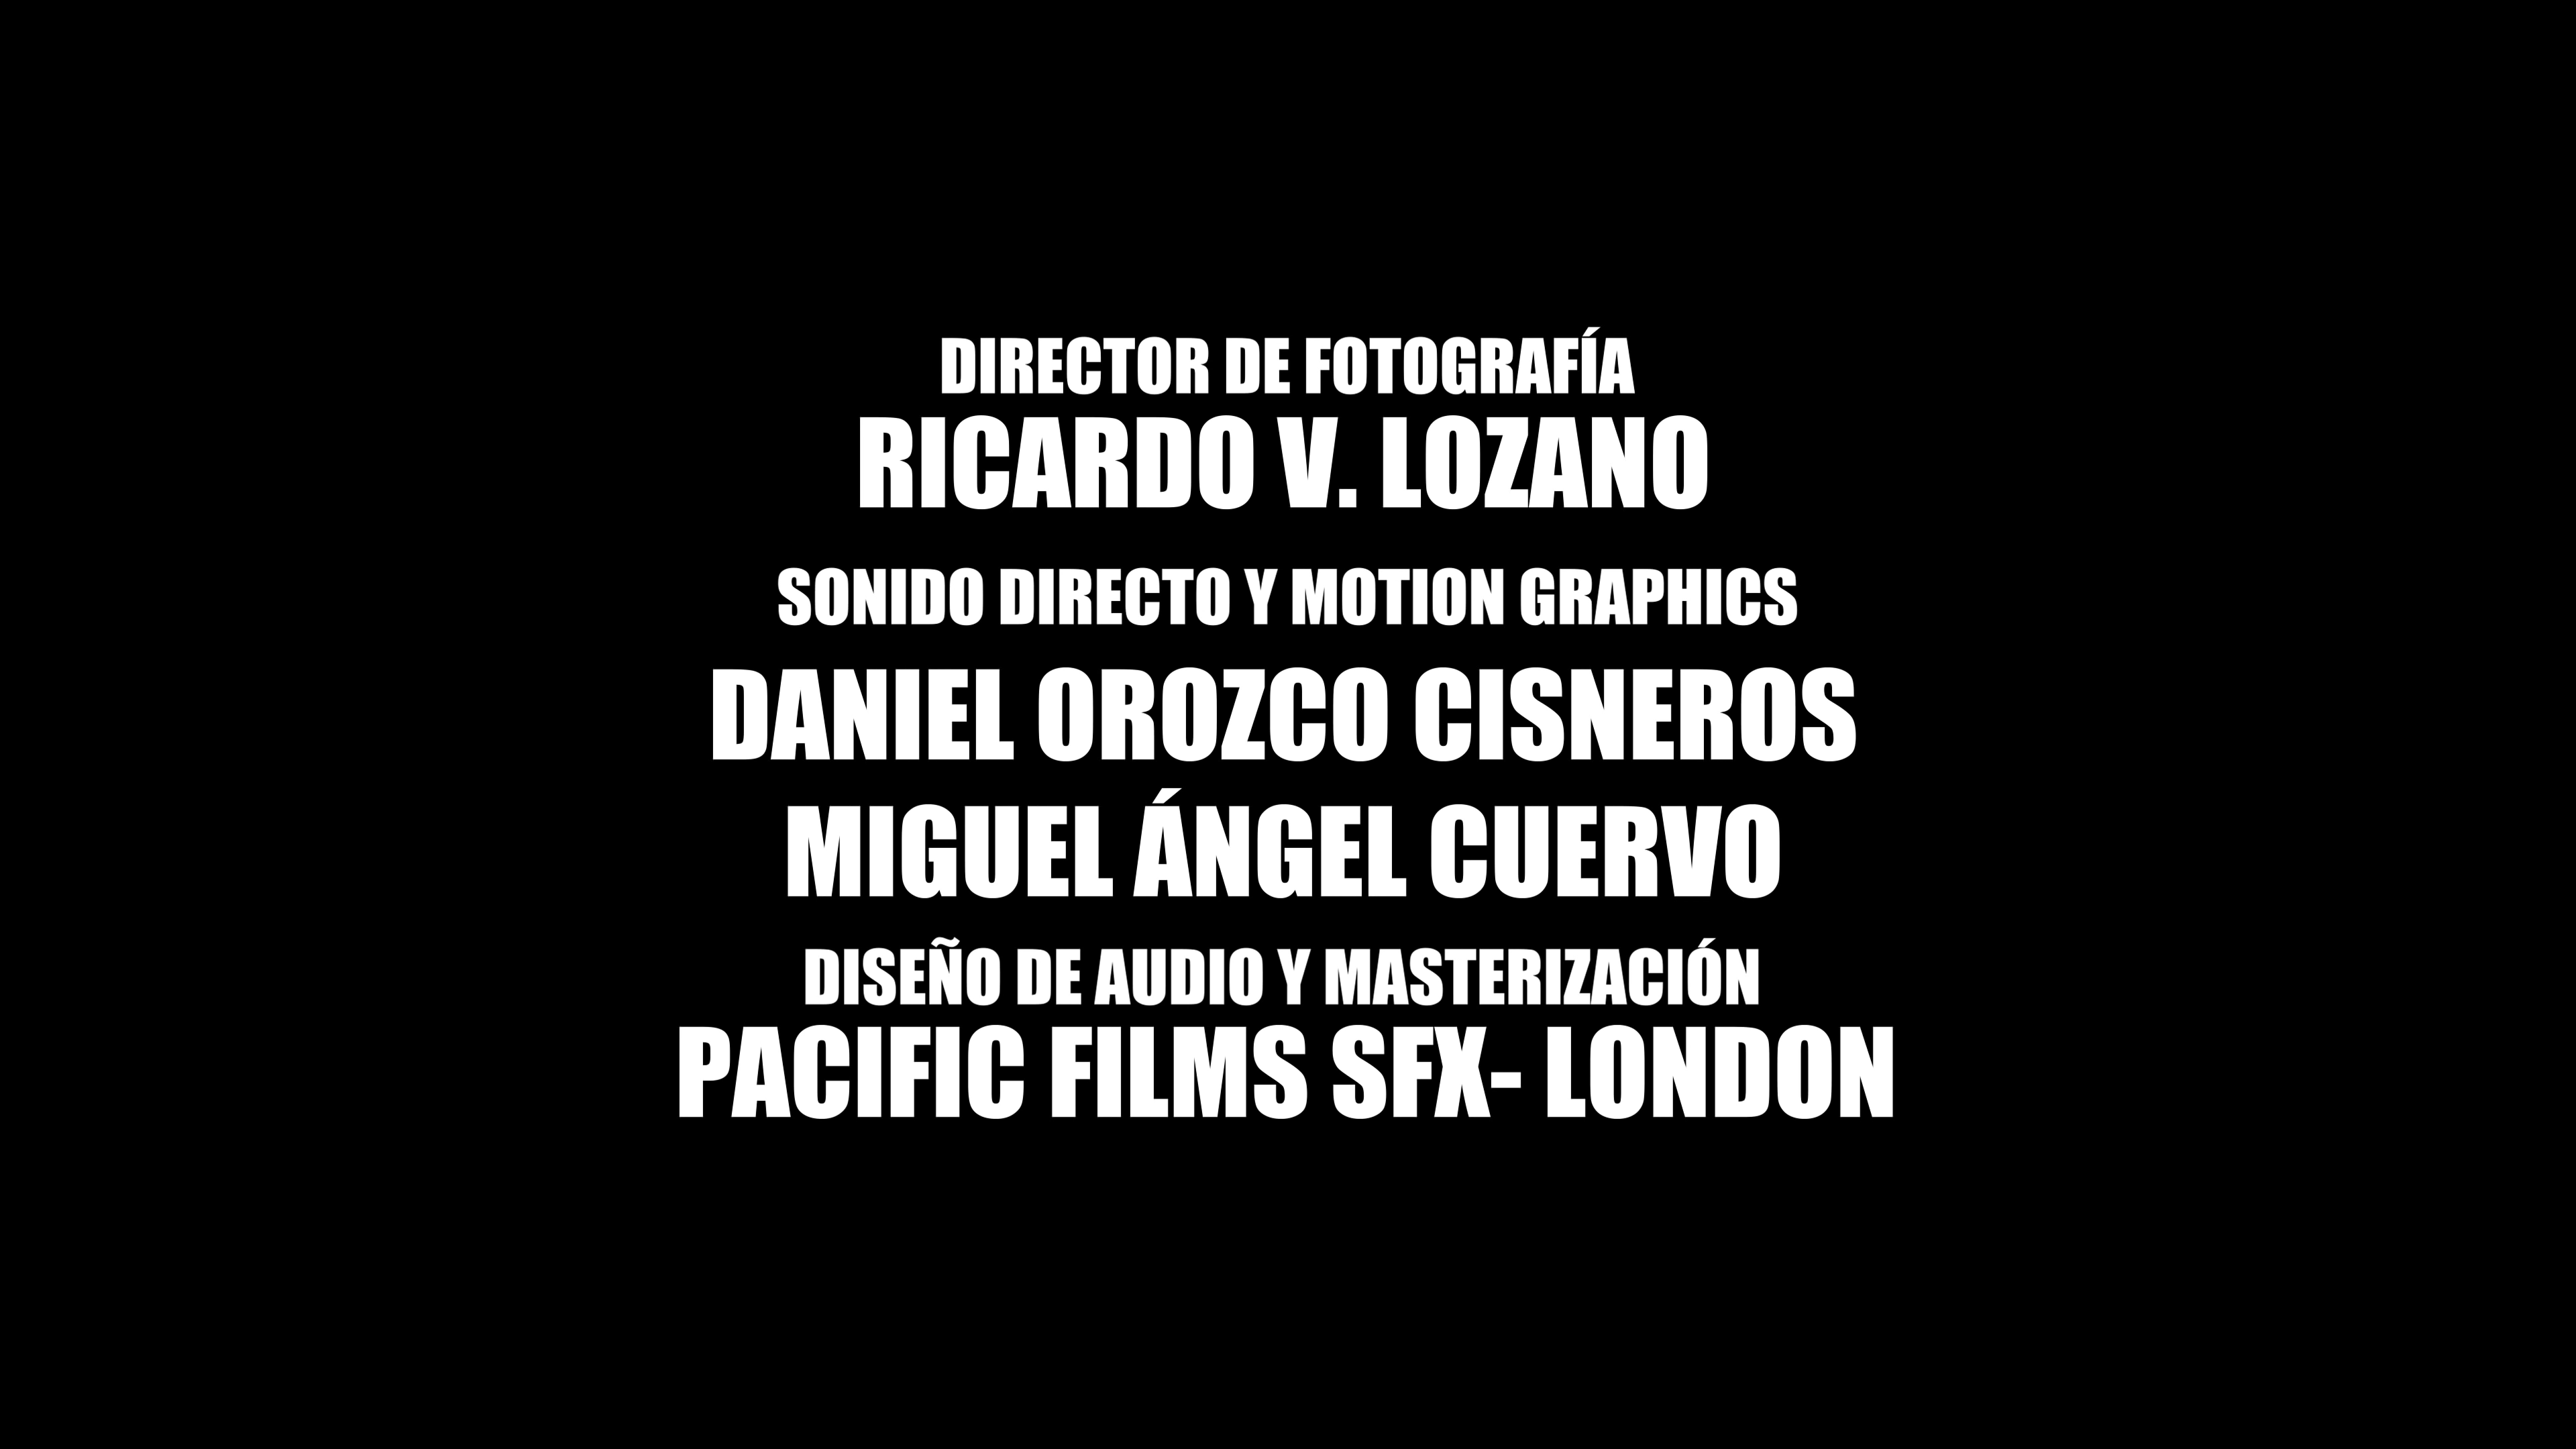 DIRECTOR DE FOTOGRAFÍA
RICARDO V. LOZANO
SONIDO DIRECTO Y MOTION GRAPHICS
DANIEL OROZCO CISNEROS
MIGUEL ÁNGEL CUERVO
DISEÑO DE AUDIO Y MASTERIZACIÓN
PACIFIC FILMS SFX- LONDON